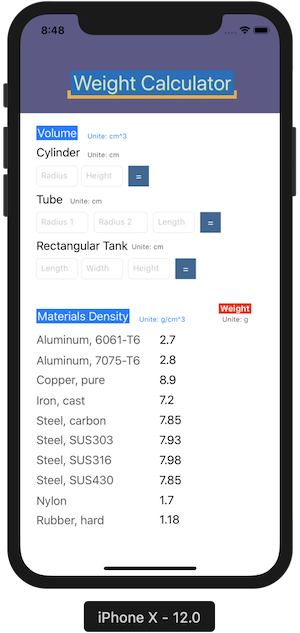 8:48
Weight Calculator
Volume Unite: cm^3
Cylinder Unite: cm
Radius Height =
Tube Unite: cm
Radius 1 Radius 2 Length =
Rectangular Tank Unite: cm
Length Width Height =
Weight
Materials Density Unite: g/cm^3 Unite: g
Aluminum, 6061-T6 2.7
Aluminum, 7075-T6 2.8
Copper, pure 8.9
Iron, cast 7.2
Steel, carbon 7.85
Steel, SUS303 7.93
Steel, SUS316 7.98
Steel, SUS430 7.85
Nylon 1.7
Rubber, hard 1.18
iPhone X - 12.0